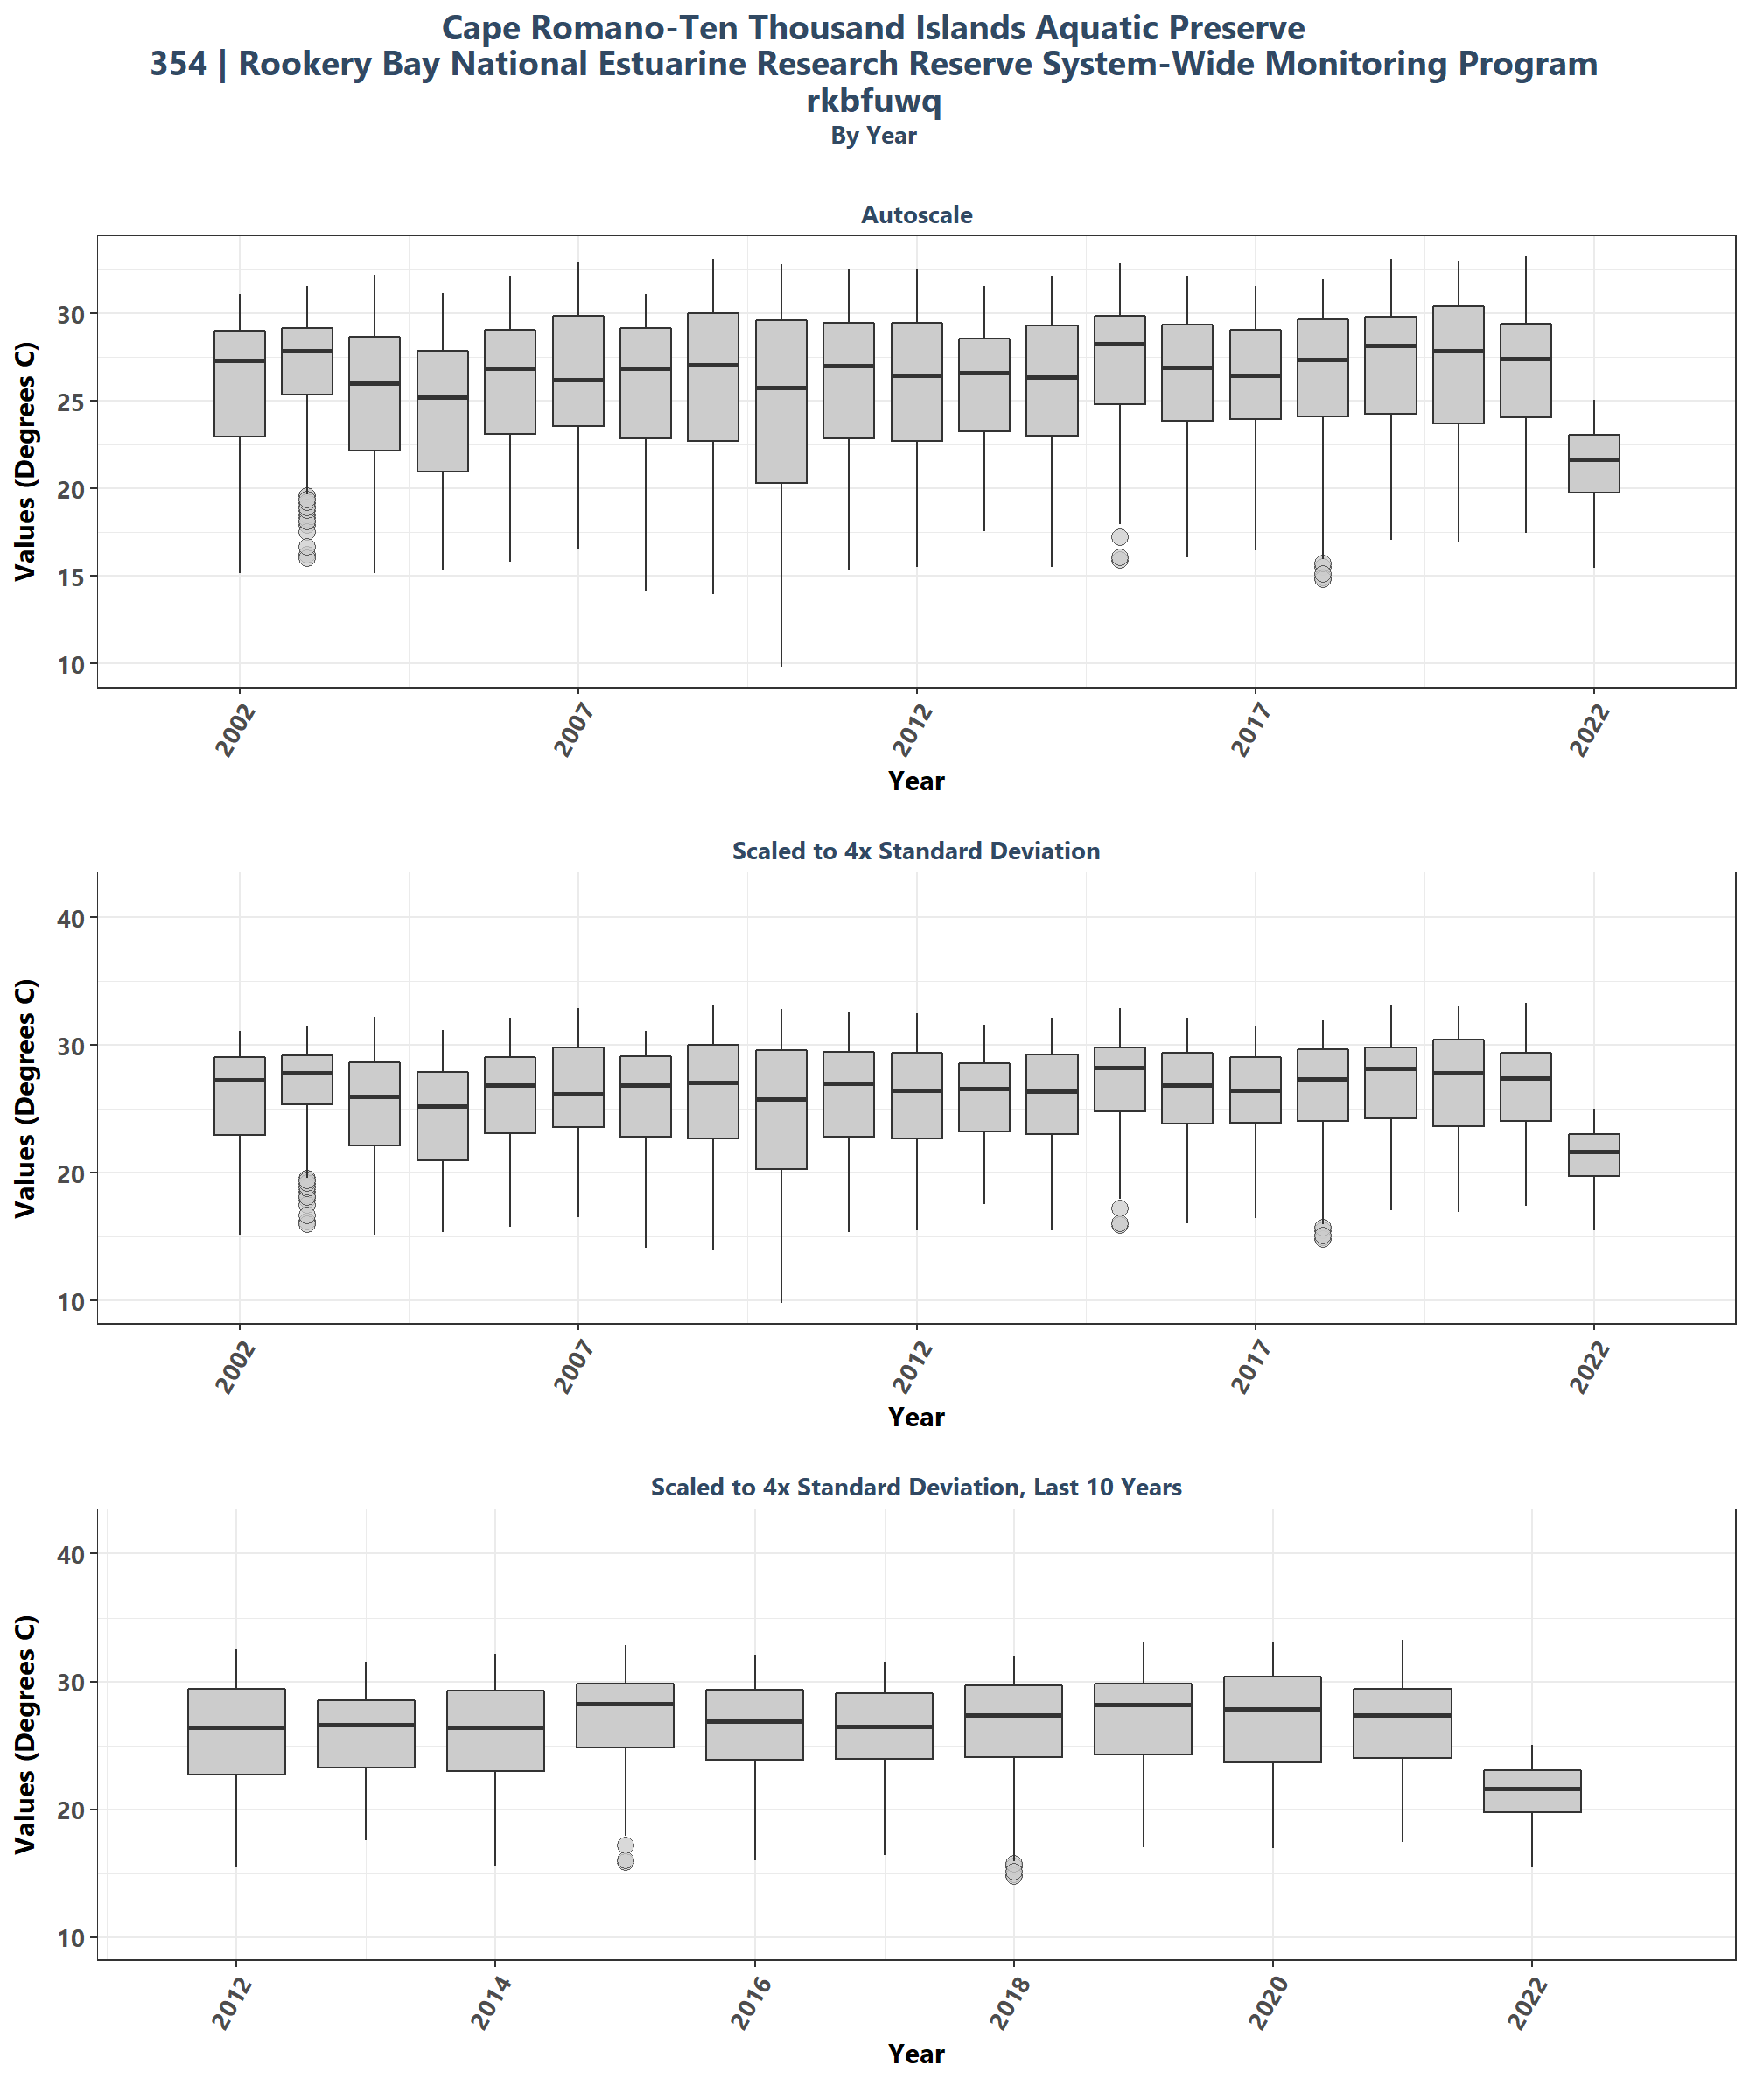 Cape Romano-Ten Thousand Islands Aquatic Preserve
354 | Rookery Bay National Estuarine Research Reserve System-Wide Monitoring Program
rkbfuwq
By Year
Autoscale
Values (Degrees C)
30
25
20
15
10
2002
2007
2012
2017
2022
Year
Scaled to 4x Standard Deviation
Values (Degrees C)
40
30
20
10
2002
2007
2012
2017
2022
Year
Scaled to 4x Standard Deviation, Last 10 Years
Values (Degrees C)
40
30
20
10
2012
2014
2016
2018
2020
2022
Year